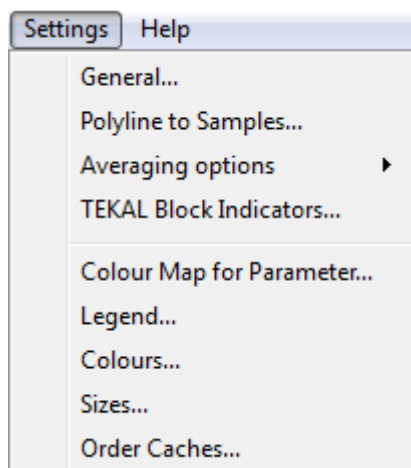 Settings Help
General...
Polyline to Samples...
Averaging options
TEKAL Block Indicators...
Colour Map for Parameter...
Legend...
Colours...
Sizes...
Order Caches...